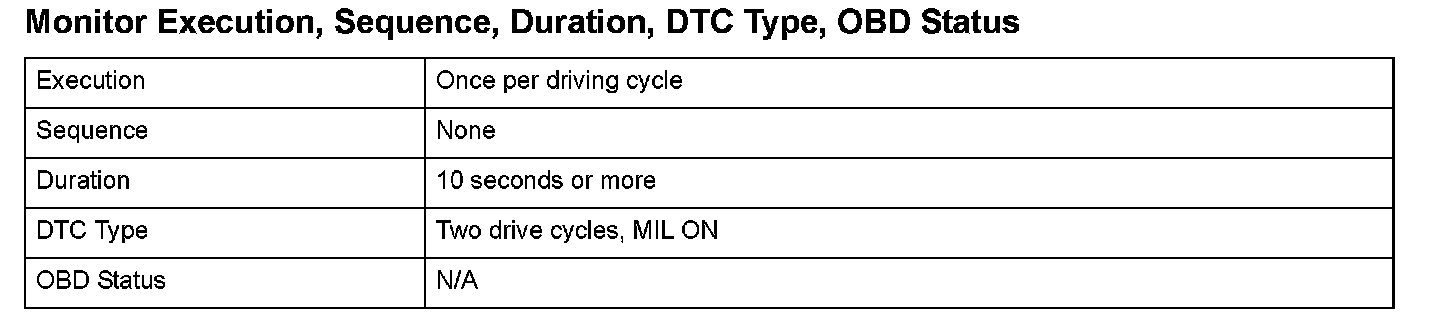 Monitor Execution, Sequence, Duration, DTC Type, OBD Status
Execution Once per driving cycle
Sequence None
Duration 10 seconds or more
DTC Type Two drive cycles, MIL ON
OBD Status N/A